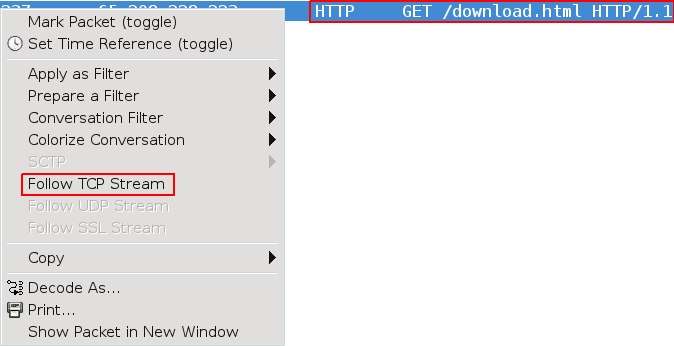 HTTP GET /download.html HTTP/1.1
Mark Packet (toggle)
Set Time Reference (toggle)
Apply as Filter
Prepare a Filter
Conversation Filter
Colorize Conversation
SCTP
Follow TCP Stream
Follow UDP Stream
Follow SSL Stream
Copy
Decode As...
Print...
Show Packet in New Window